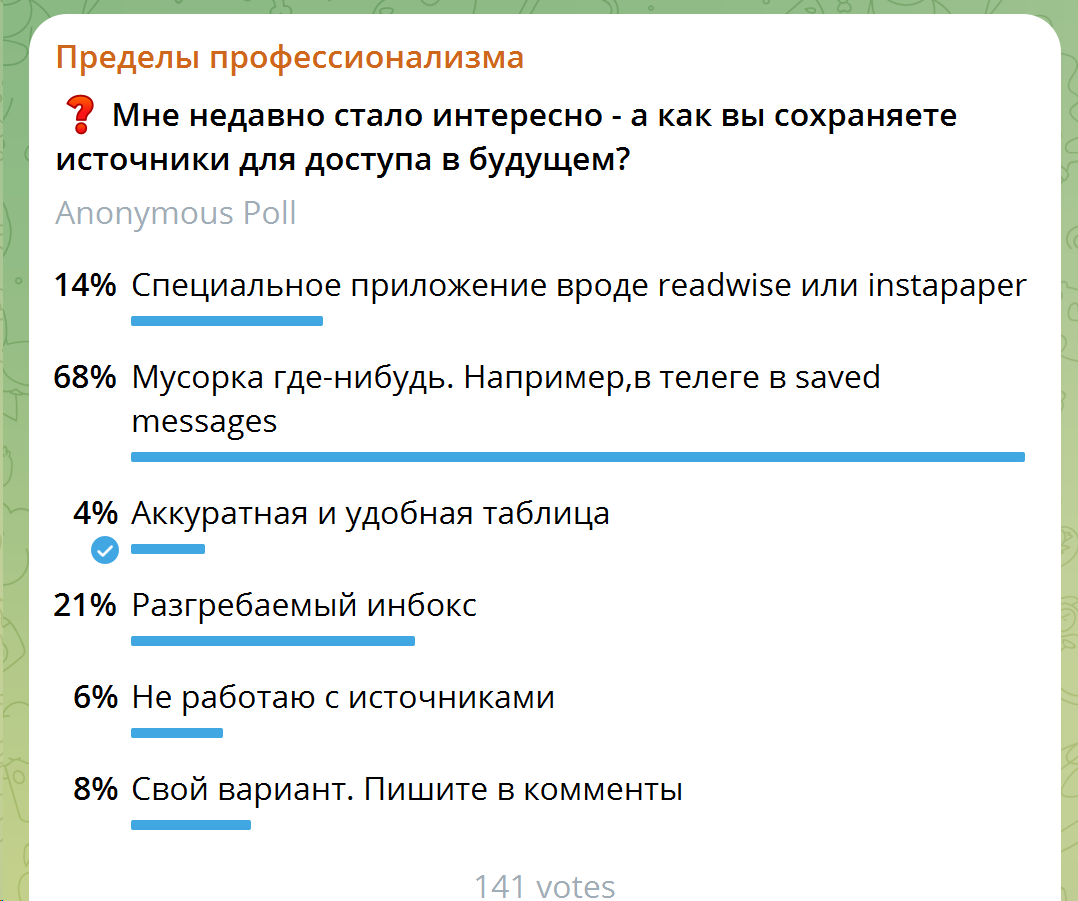 Пределы профессионализма
❓ Мне недавно стало интересно - а как вы сохраняете
источники для доступа в будущем?
Anonymous Poll
14% Специальное приложение вроде readwise или instapaper
68% Мусорка где-нибудь. Например,в телеге в saved
messages
4% Аккуратная и удобная таблица
21% Разгребаемый инбокс
6% Не работаю с источниками
8% Свой вариант. Пишите в комменты
141 votes